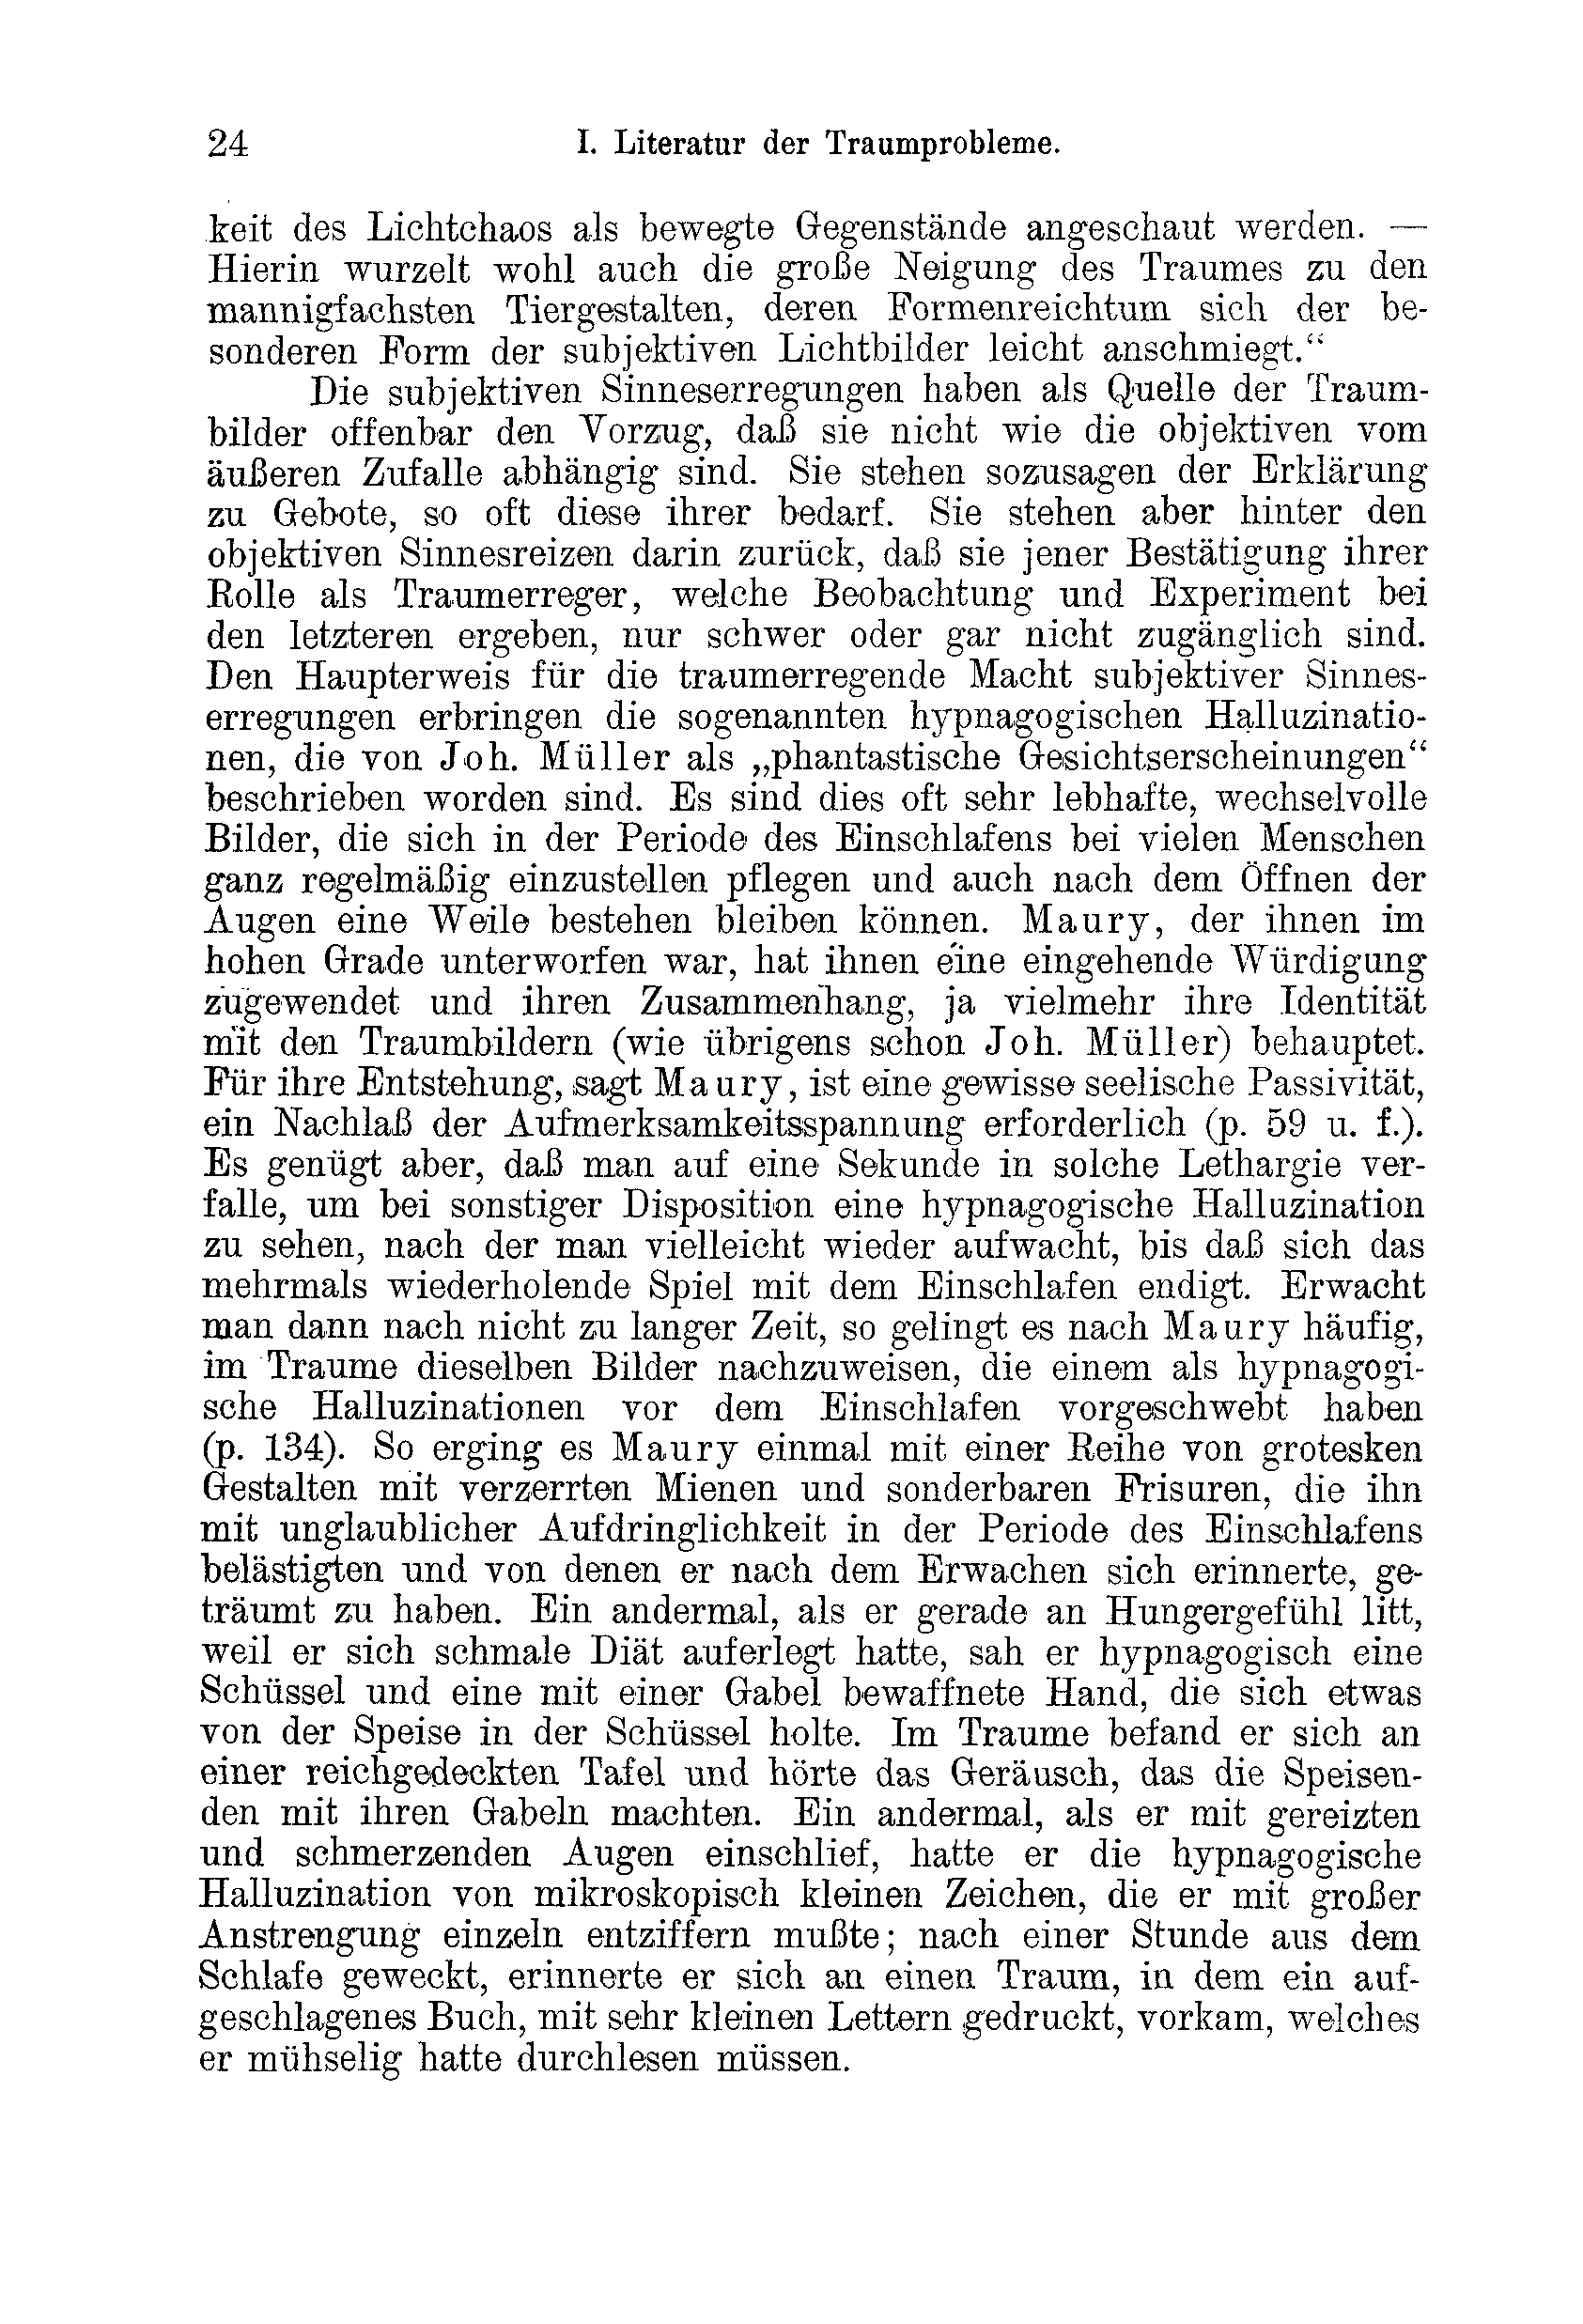 24 I. Literatur der Traumprobleme.
keit des Lichtchaos als bewegte Gegenstände angeschaut werden. —
Hierin wurzelt wohl auch die große Neigung des Traumes zu den
mannigfachsten Tiergestalten, deren Formenreichtum sich der be-
sonderen Form der subjektiven Lichtbilder leicht anschmiegt.“
Die subjektiven Sinneserregungen haben als Quelle der Traum-
bilder offenbar den Vorzug, daß sie nicht wie die objektiven vom
äußeren Zufalle abhängig sind. Sie stehen sozusagen der Erklärung
zu Gebote, so oft diese ihrer bedarf. Sie stehen aber hinter den
objektiven Sinnesreizen darin zurück, daß sie jener Bestätigung ihrer
Rolle als Traumerreger, welche Beobachtung und Experiment bei
den letzteren ergeben, nur schwer oder gar nicht zugänglich sind.
Den Haupterweis für die traumerregende Macht subjektiver Sinnes-
erregungen erbringen die sogenannten hypnagogischen Halluzinatio-
nen, die von Joh. Müller als „phantastische Gesichtserscheinungen“
beschrieben worden sind. Es sind dies oft sehr lebhafte, wechselvolle
Bilder, die sich in der Periode des Einschlafens bei vielen Menschen
ganz regelmäßig einzustellen pflegen und auch nach dem Öffnen der
Augen eine Weile bestehen bleiben können. Maury, der ihnen im
hohen Grade unterworfen war, hat ihnen eine eingehende Würdigung
zugewendet und ihren Zusammenhang, ja vielmehr ihre Identität
mit den Traumbildern (wie übrigens schon Joh. Müller) behauptet.
Für ihre Entstehung, sagt Maury, ist eine gewisse seelische Passivität,
ein Nachlaß der Aufmerksamkeitsspannung erforderlich (p. 59 u. f.).
Es genügt aber, daß man auf eine Sekunde in solche Lethargie ver-
falle, um bei sonstiger Disposition eine hypnagogische Halluzination
zu sehen, nach der man vielleicht wieder aufwacht, bis daß sich das
mehrmals wiederholende Spiel mit dem Einschlafen endigt. Erwacht
man dann nach nicht zu langer Zeit, so gelingt es nach Maury häufig,
im Traume dieselben Bilder nachzuweisen, die einem als hypnagogi-
sche Halluzinationen vor dem Einschlafen vorgeschwebt haben
(p. 134). So erging es Maury einmal mit einer Reihe von grotesken
Gestalten mit verzerrten Mienen und sonderbaren Frisuren, die ihn
mit unglaublicher Aufdringlichkeit in der Periode des Einschlafens
belästigten und von denen er nach dem Erwachen sich erinnerte, ge-
träumt zu haben. Ein andermal, als er gerade an Hungergefühl litt,
weil er sich schmale Diät auferlegt hatte, sah er hypnagogisch eine
Schüssel und eine mit einer Gabel bewaffnete Hand, die sich etwas
von der Speise in der Schüssel holte. Im Traume befand er sich an
einer reichgedeckten Tafel und hörte das Geräusch, das die Speisen-
den mit ihren Gabeln machten. Ein andermal, als er mit gereizten
und schmerzenden Augen einschlief, hatte er die hypnagogische
Halluzination von mikroskopisch kleinen Zeichen, die er mit großer
Anstrengung einzeln entziffern mußte; nach einer Stunde aus dem
Schlafe geweckt, erinnerte er sich an einen Traum, in dem ein auf-
geschlagenes Buch, mit sehr kleinen Lettern gedruckt, vorkam, welches
er mühselig hatte durchlesen müssen.